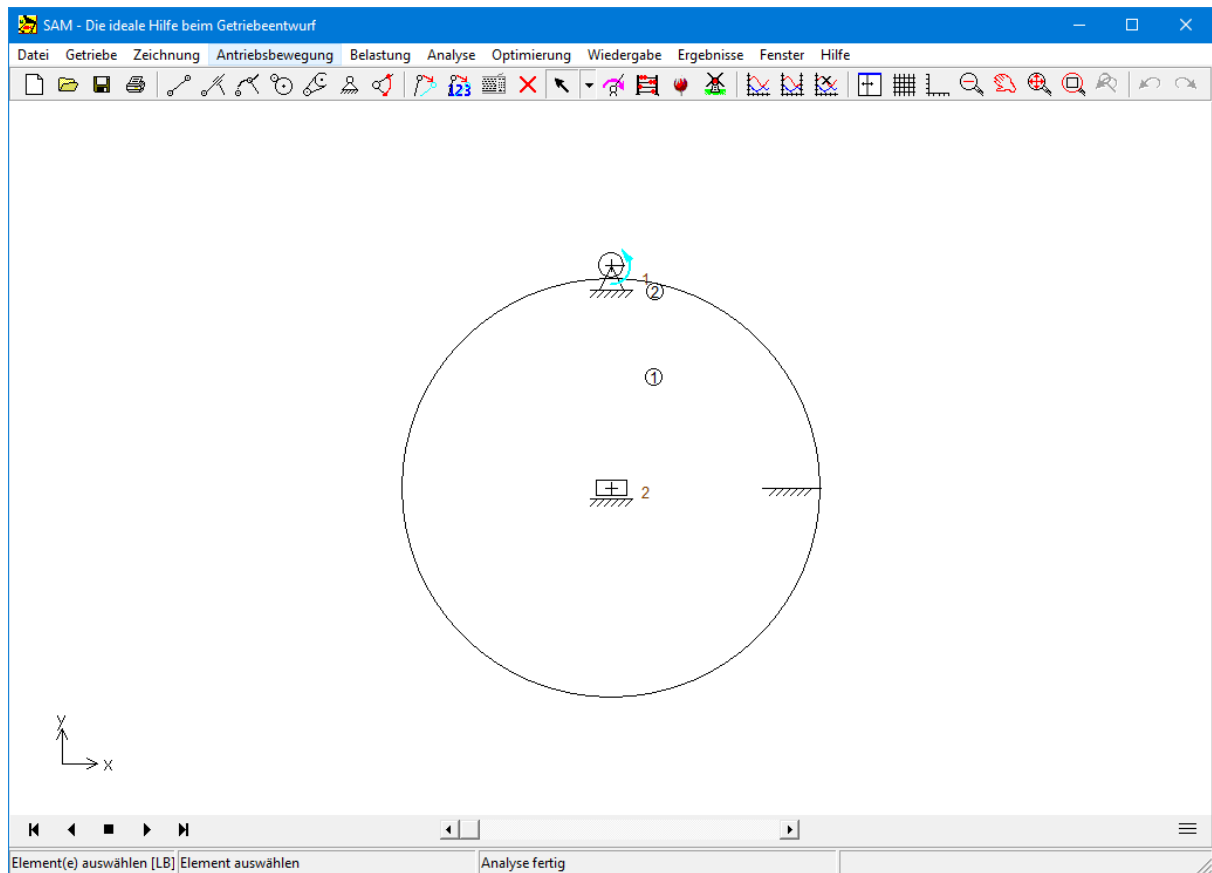 SAM - Die ideale Hilfe beim Getriebeentwurf
Datei Getriebe Zeichnung Antriebsbewegung Belastung Analyse Optimierung Wiedergabe Ergebnisse Fenster Hilfe
123
1
2
1
2
y
x
Element(e) auswählen [LB] Element auswählen Analyse fertig